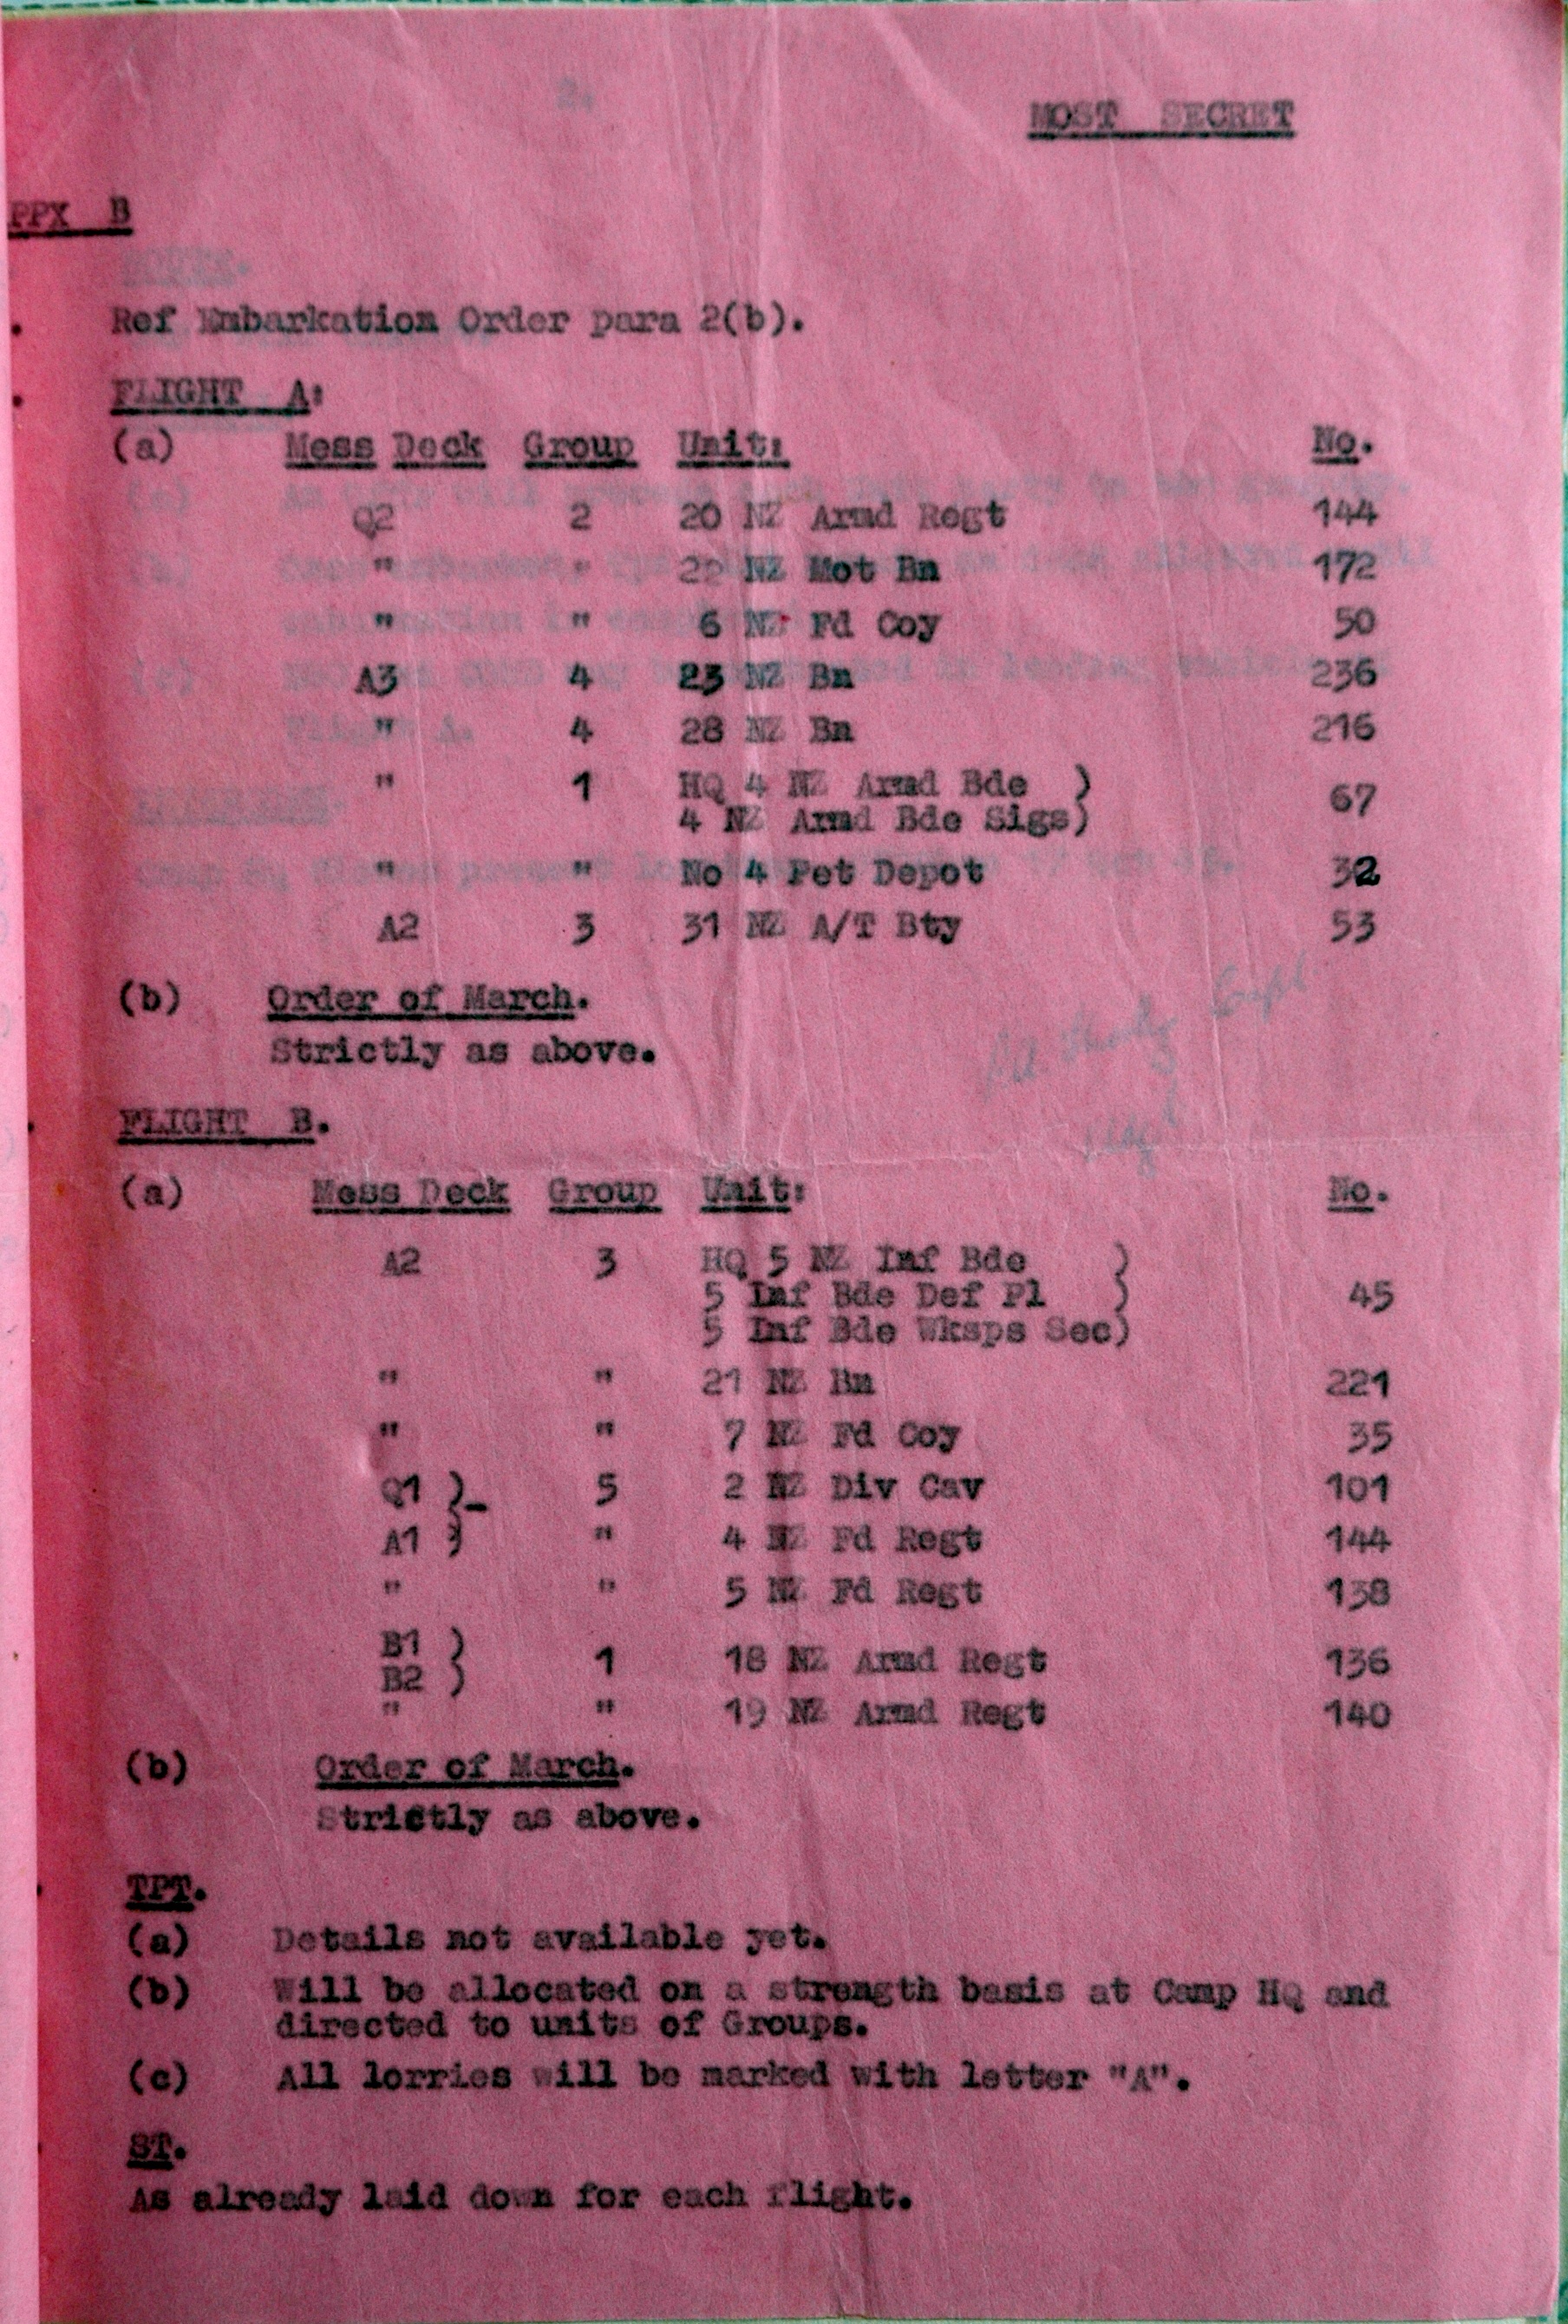 MOST SECRET
PPX B
Ref Embarkation Order para 2(b).
FLIGHT A:
(a) Mess Deck Group Unit: No.
Q2 2 20 NZ Armd Regt 144
" " 22 NZ Mot Bn 172
" " 6 NZ Fd Coy 50
A3 4 23 NZ Bn 236
" 4 28 NZ Bn 216
" 1 HQ 4 NZ Armd Bde )
4 NZ Armd Bde Sigs) 67
" " No 4 Pet Depot 32
A2 3 31 NZ A/T Bty 53
(b) Order of March.
Strictly as above.
FLIGHT B.
(a) Mess Deck Group Unit: No.
A2 3 HQ 5 NZ Inf Bde )
5 Inf Bde Def Pl ) 45
5 Inf Bde Wksps Sec)
" " 21 NZ Bn 221
" " 7 NZ Fd Coy 35
Q1 )- 5 2 NZ Div Cav 101
A1 ) " 4 NZ Fd Regt 144
" " 5 NZ Fd Regt 138
B1 )
B2 ) 1 18 NZ Armd Regt 136
" " 19 NZ Armd Regt 140
(b) Order of March.
Strictly as above.
TPT.
(a) Details not available yet.
(b) Will be allocated on a strength basis at Camp HQ and
directed to units of Groups.
(c) All lorries will be marked with letter "A".
ST.
As already laid down for each flight.